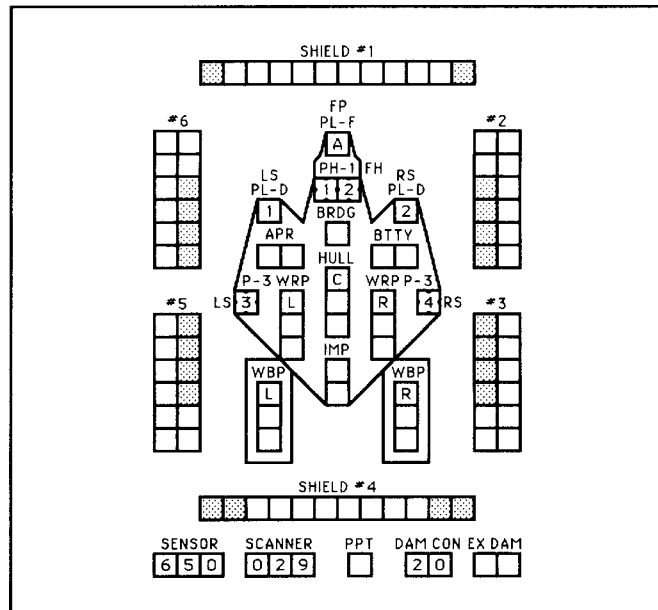 SHIELD #1
FP
PL-F
A
#6
#2
PH-1 FH
1 2
LS
PL-D
1
RS
PL-D
2
BRDG
APR
BTTY
HULL
C
P-3 WRP
LS 3 L
WRP P-3
R 4 RS
#5
#3
IMP
WBP
L
WBP
R
SHIELD #4
SENSOR SCANNER PPT DAM CON EX DAM
6 5 0 0 2 9 2 0